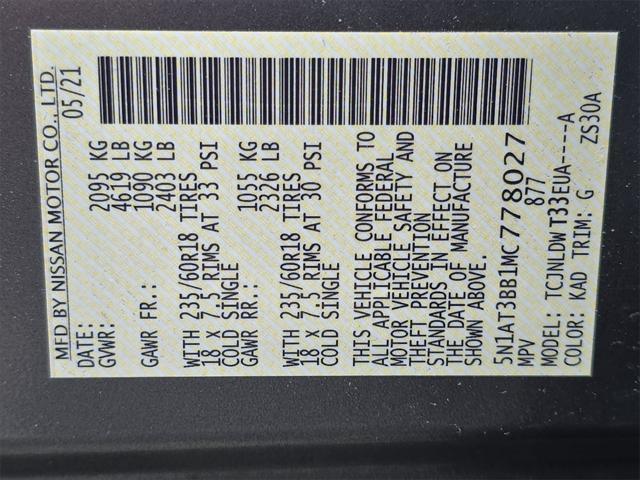 MFD BY NISSAN MOTOR CO., LTD.
DATE: 05/21
GVWR: 2095 KG
4619 LB
GAWR FR.: 1090 KG
2403 LB
WITH 235/60R18 TIRES
18 x 7.5 RIMS AT 33 PSI
COLD SINGLE
GAWR RR.: 1055 KG
2326 LB
WITH 235/60R18 TIRES
18 x 7.5 RIMS AT 30 PSI
COLD SINGLE
THIS VEHICLE CONFORMS TO
ALL APPLICABLE FEDERAL
MOTOR VEHICLE SAFETY AND
THEFT PREVENTION
STANDARDS IN EFFECT ON
THE DATE OF MANUFACTURE
SHOWN ABOVE.
5N1AT3BB1MC778027
MPV 877
MODEL: TCJNLDWT33EUA----A
COLOR: KAD TRIM: G ZS30A